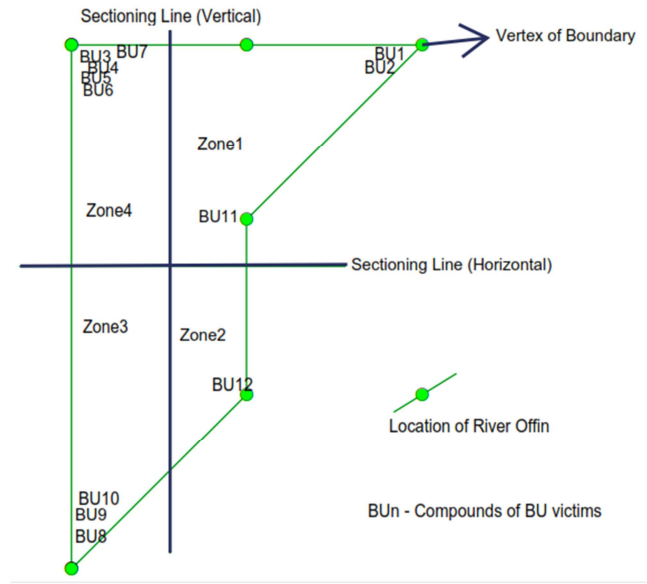 Sectioning Line (Vertical)
Vertex of Boundary
BU3
BU7
BU1
BU4
BU2
BU5
BU6
Zone1
Zone4
BU11
Sectioning Line (Horizontal)
Zone3
Zone2
BU12
Location of River Offin
BU10
BU9
BUn - Compounds of BU victims
BU8